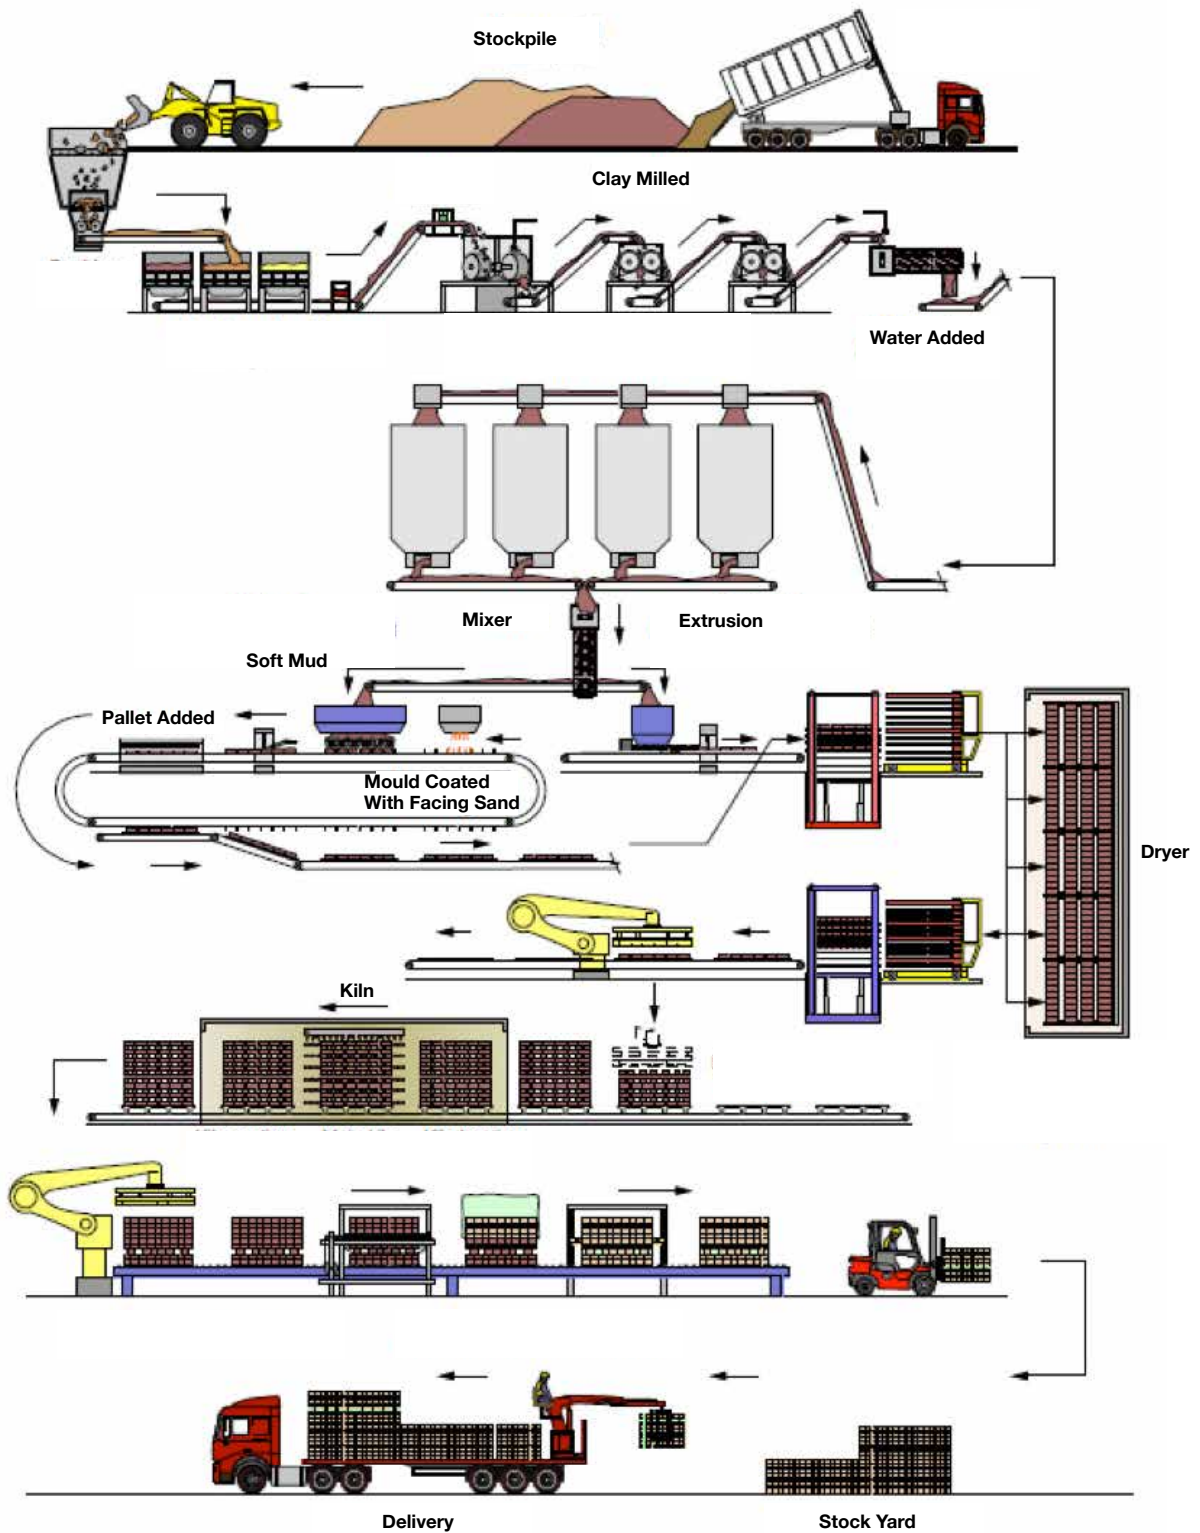 Stockpile
Clay Milled
Water Added
Mixer
Extrusion
Soft Mud
Pallet Added
Mould Coated
With Facing Sand
Dryer
Kiln
Delivery
Stock Yard